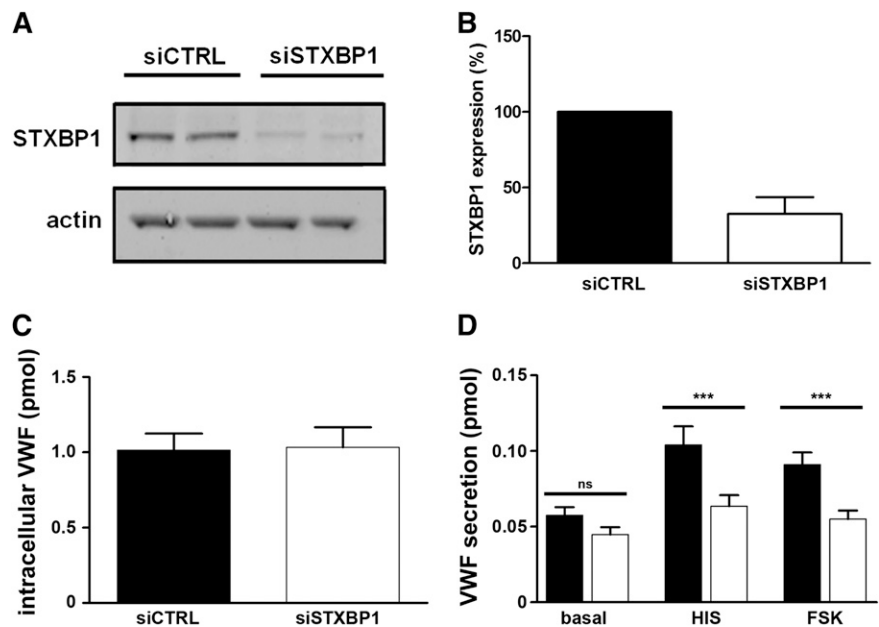 A
siCTRL siSTXBP1
STXBP1
actin
B
STXBP1 expression (%)
150
100
50
0
siCTRL siSTXBP1
C
intracellular VWF (pmol)
1.5
1.0
0.5
0
siCTRL siSTXBP1
D
VWF secretion (pmol)
0.15
0.10
0.05
0
ns
***
***
basal HIS FSK